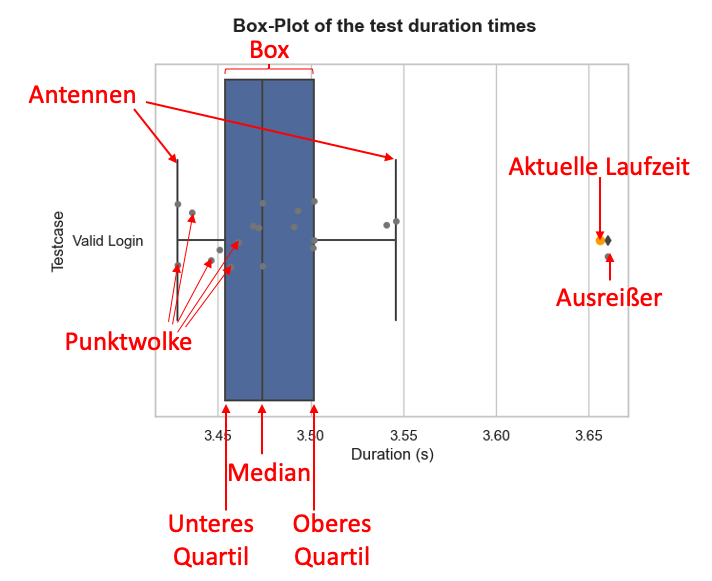 Box-Plot of the test duration times
Box
Antennen
Aktuelle Laufzeit
Testcase
Valid Login
Ausreißer
Punktwolke
3.45
3.50
3.55
3.60
3.65
Duration (s)
Median
Unteres
Quartil
Oberes
Quartil